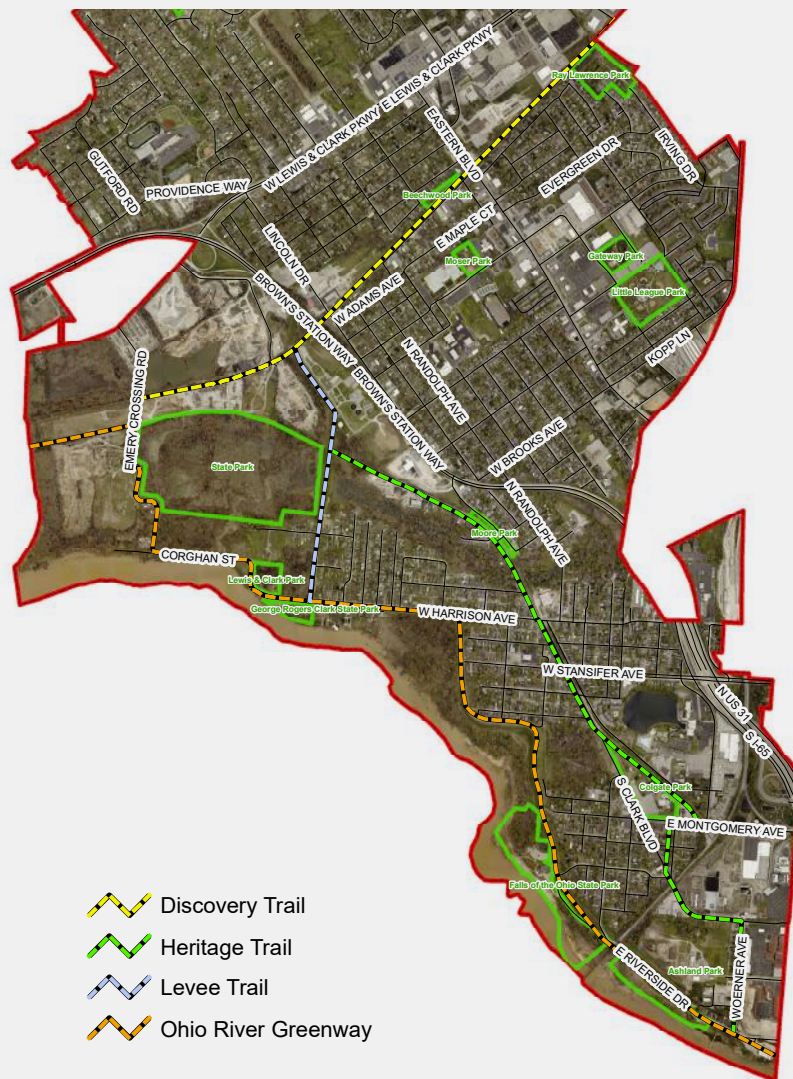 E LEWIS & CLARK PKWY
Ray Lawrence Park
EASTERN BLVD
W LEWIS & CLARK PKWY
IRVING DR
GUTFORD RD
EVERGREEN DR
PROVIDENCE WAY
Beechwood Park
E MAPLE CT
LINCOLN DR
Moser Park
Gateway Park
Little League Park
W ADAMS AVE
BROWN'S STATION WAY
KOPP LN
N RANDOLPH AVE
EMERY CROSSING RD
BROWN'S STATION WAY
W BROOKS AVE
State Park
N RANDOLPH AVE
Moore Park
CORGHAN ST
Lewis & Clark Park
George Rogers Clark State Park
W HARRISON AVE
W STANSIFER AVE
N US 31
S I-65
Colgate Park
S CLARK BLVD
E MONTGOMERY AVE
Falls of the Ohio State Park
Ashland Park
E RIVERSIDE DR
WOERNER AVE
Discovery Trail
Heritage Trail
Levee Trail
Ohio River Greenway